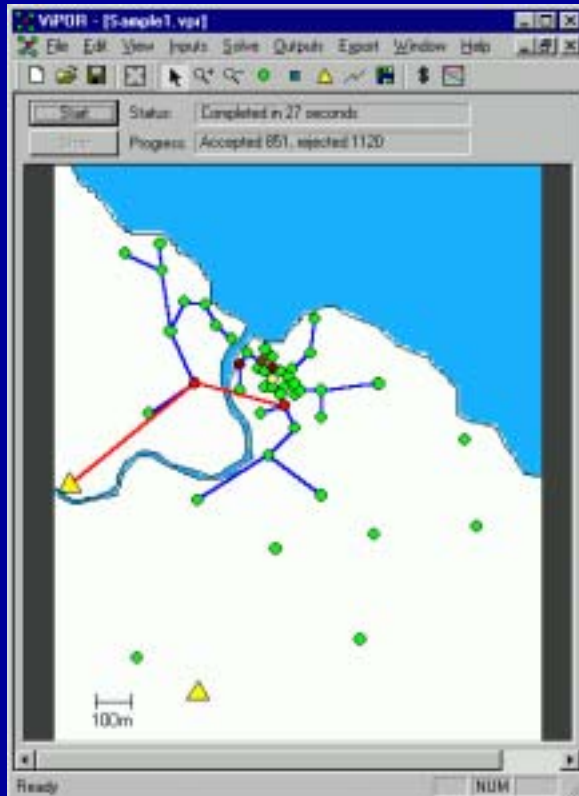 ViPOR - [Sample1.vpr]
File Edit View Inputs Solve Outputs Export Window Help
Start Status: Completed in 27 seconds
Stop Progress: Accepted 851, rejected 1120
100m
Ready NUM